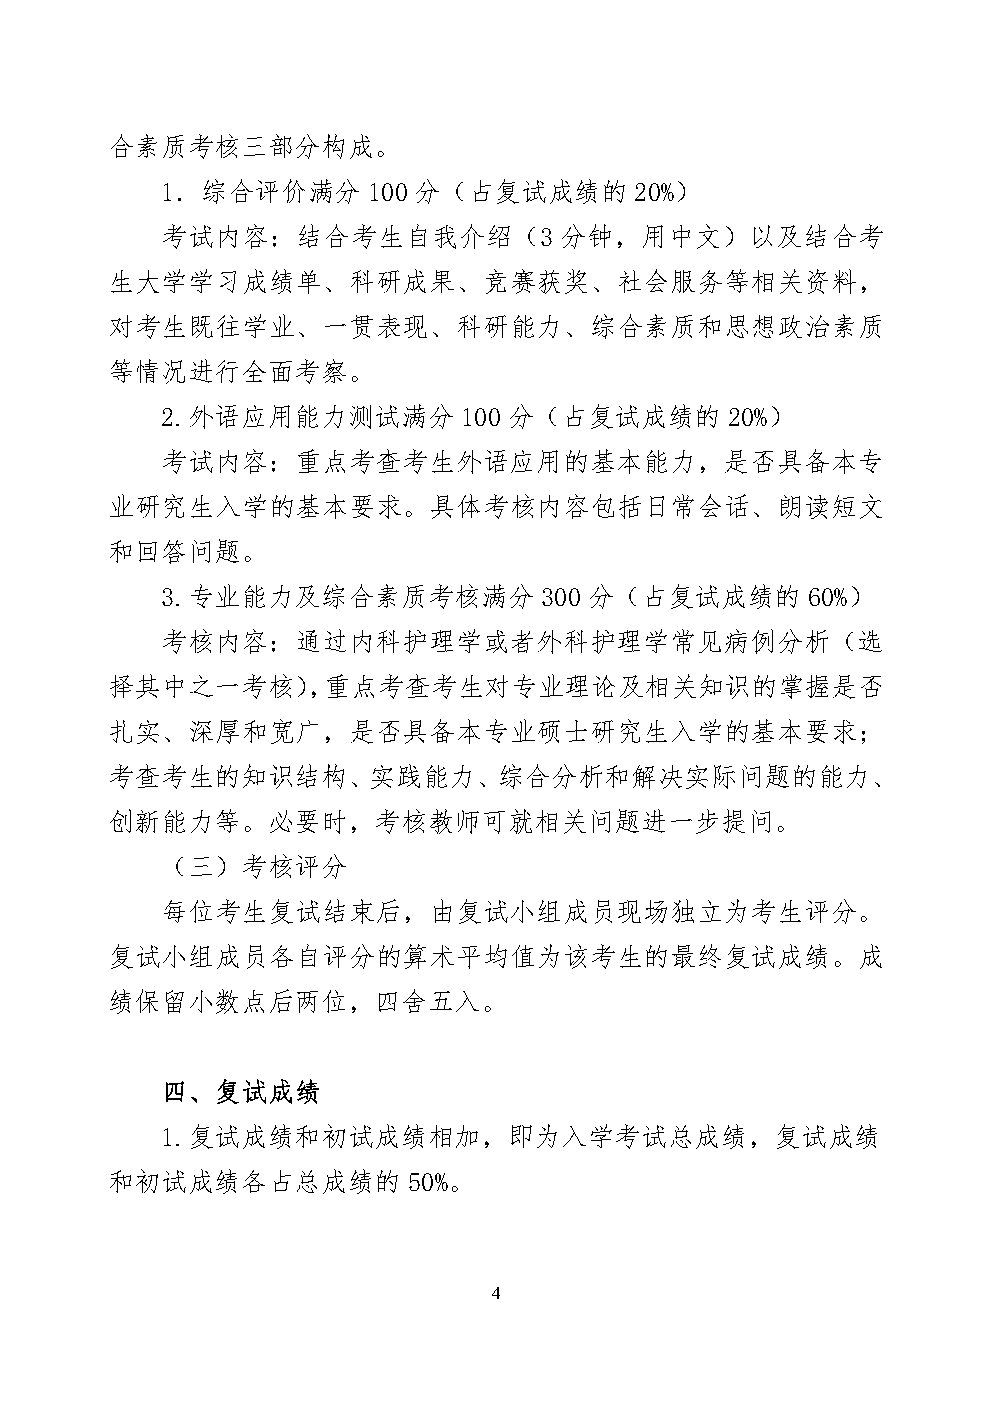 合素质考核三部分构成。
1. 综合评价满分 100 分（占复试成绩的 20%）
考试内容：结合考生自我介绍（3 分钟，用中文）以及结合考
生大学学习成绩单、科研成果、竞赛获奖、社会服务等相关资料，
对考生既往学业、一贯表现、科研能力、综合素质和思想政治素质
等情况进行全面考察。
2.外语应用能力测试满分 100 分（占复试成绩的 20%）
考试内容：重点考查考生外语应用的基本能力，是否具备本专
业研究生入学的基本要求。具体考核内容包括日常会话、朗读短文
和回答问题。
3.专业能力及综合素质考核满分 300 分（占复试成绩的 60%）
考核内容：通过内科护理学或者外科护理学常见病例分析（选
择其中之一考核），重点考查考生对专业理论及相关知识的掌握是否
扎实、深厚和宽广，是否具备本专业硕士研究生入学的基本要求；
考查考生的知识结构、实践能力、综合分析和解决实际问题的能力、
创新能力等。必要时，考核教师可就相关问题进一步提问。
（三）考核评分
每位考生复试结束后，由复试小组成员现场独立为考生评分。
复试小组成员各自评分的算术平均值为该考生的最终复试成绩。成
绩保留小数点后两位，四舍五入。
四、复试成绩
1.复试成绩和初试成绩相加，即为入学考试总成绩，复试成绩
和初试成绩各占总成绩的 50%。
4